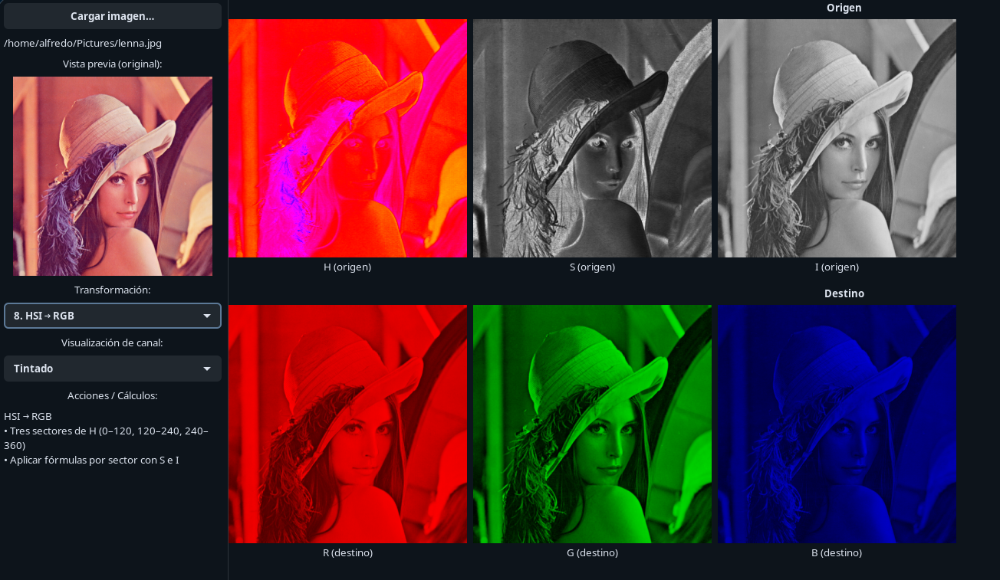 Cargar imagen...
/home/alfredo/Pictures/lenna.jpg
Vista previa (original):
Transformación:
8. HSI → RGB
Visualización de canal:
Tintado
Acciones / Cálculos:
HSI → RGB
• Tres sectores de H (0–120, 120–240, 240–
360)
• Aplicar fórmulas por sector con S e I
Origen
H (origen)
S (origen)
I (origen)
Destino
R (destino)
G (destino)
B (destino)